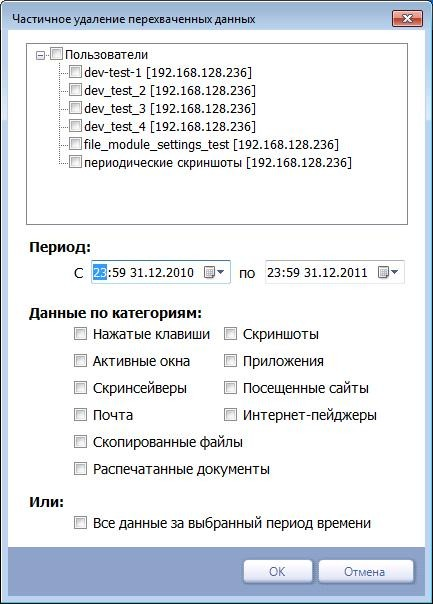 Частичное удаление перехваченных данных
Пользователи
dev-test-1 [192.168.128.236]
dev_test_2 [192.168.128.236]
dev_test_3 [192.168.128.236]
dev_test_4 [192.168.128.236]
file_module_settings_test [192.168.128.236]
периодические скриншоты [192.168.128.236]
Период:
С 23:59 31.12.2010 по 23:59 31.12.2011
Данные по категориям:
Нажатые клавиши Скриншоты
Активные окна Приложения
Скринсейверы Посещенные сайты
Почта Интернет-пейджеры
Скопированные файлы
Распечатанные документы
Или:
Все данные за выбранный период времени
OK Отмена